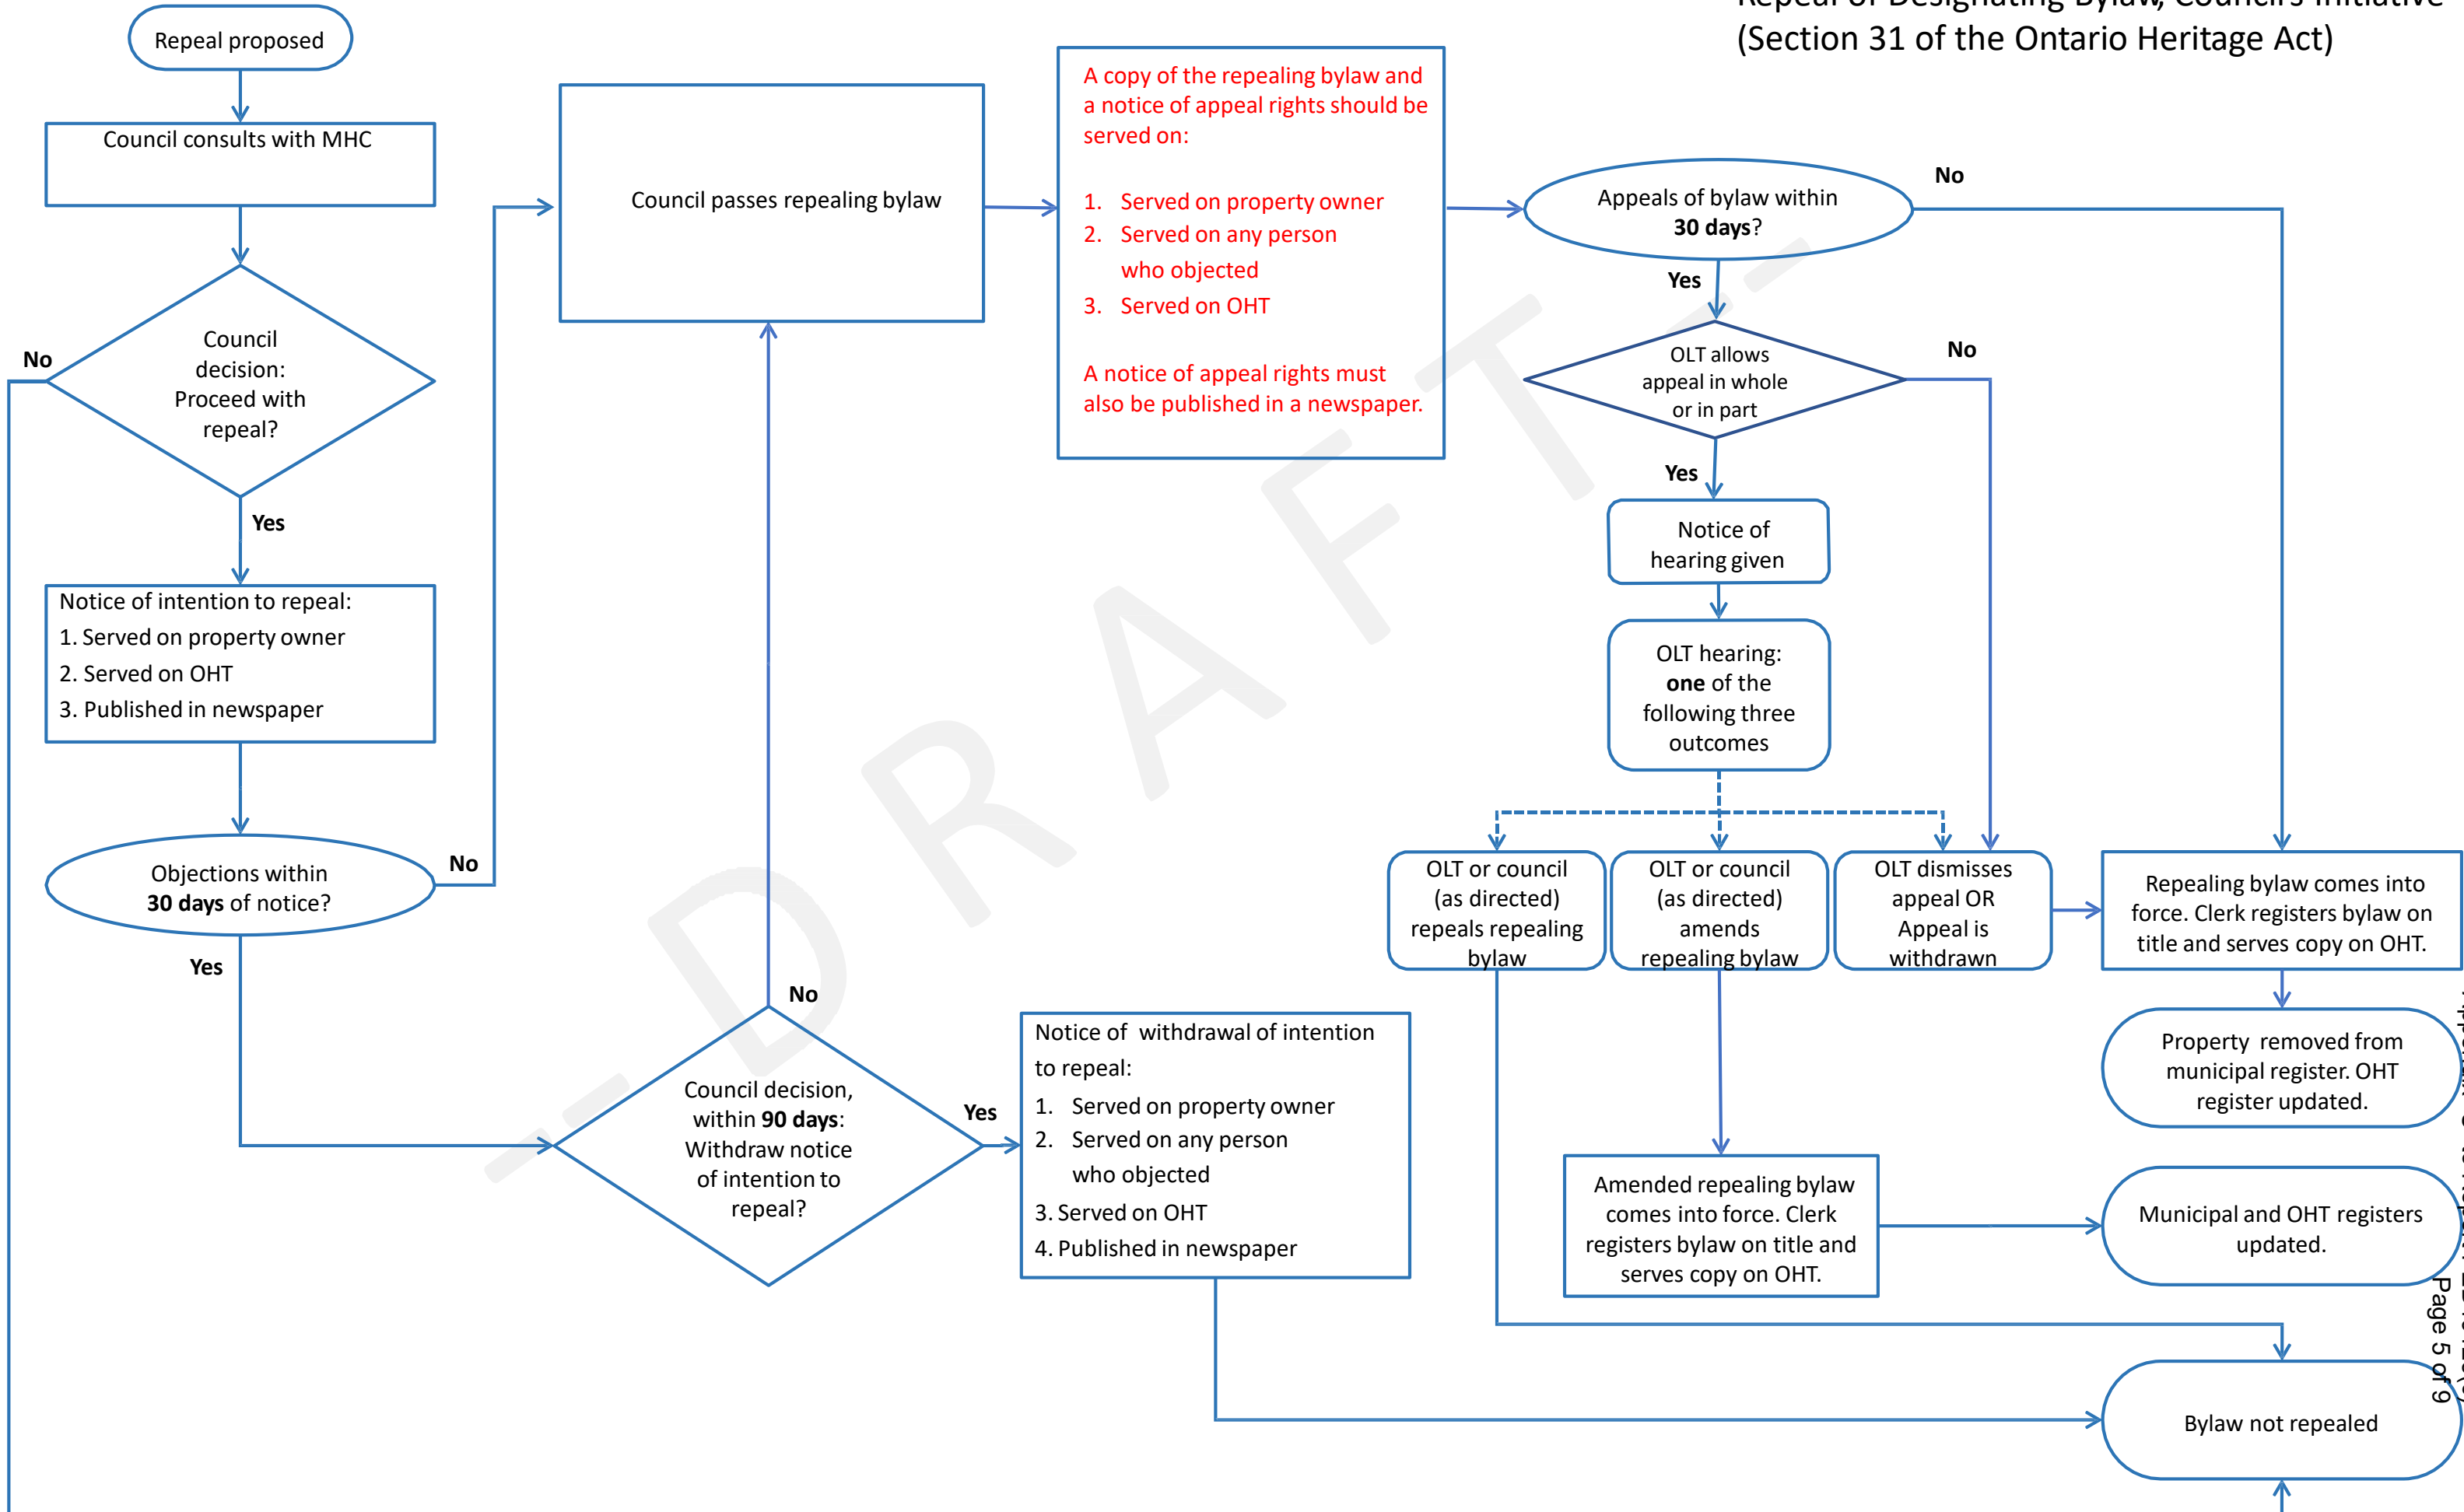 Repeal of Designating Bylaw, Council's Initiative
(Section 31 of the Ontario Heritage Act)
Repeal proposed
Council consults with MHC
Council
decision:
Proceed with
repeal?
No
Yes
Notice of intention to repeal:
1. Served on property owner
2. Served on OHT
3. Published in newspaper
Objections within
30 days of notice?
No
Yes
Council passes repealing bylaw
Council decision,
within 90 days:
Withdraw notice
of intention to
repeal?
No
Yes
Notice of withdrawal of intention
to repeal:
1. Served on property owner
2. Served on any person
who objected
3. Served on OHT
4. Published in newspaper
A copy of the repealing bylaw and
a notice of appeal rights should be
served on:
1. Served on property owner
2. Served on any person
who objected
3. Served on OHT
A notice of appeal rights must
also be published in a newspaper.
Appeals of bylaw within
30 days?
No
Yes
OLT allows
appeal in whole
or in part
No
Yes
Notice of
hearing given
OLT hearing:
one of the
following three
outcomes
OLT or council
(as directed)
repeals repealing
bylaw
OLT or council
(as directed)
amends
repealing bylaw
OLT dismisses
appeal OR
Appeal is
withdrawn
Repealing bylaw comes into
force. Clerk registers bylaw on
title and serves copy on OHT.
Property removed from
municipal register. OHT
register updated.
Amended repealing bylaw
comes into force. Clerk
registers bylaw on title and
serves copy on OHT.
Municipal and OHT registers
updated.
Bylaw not repealed
Page 5 of 9
--DRAFT--